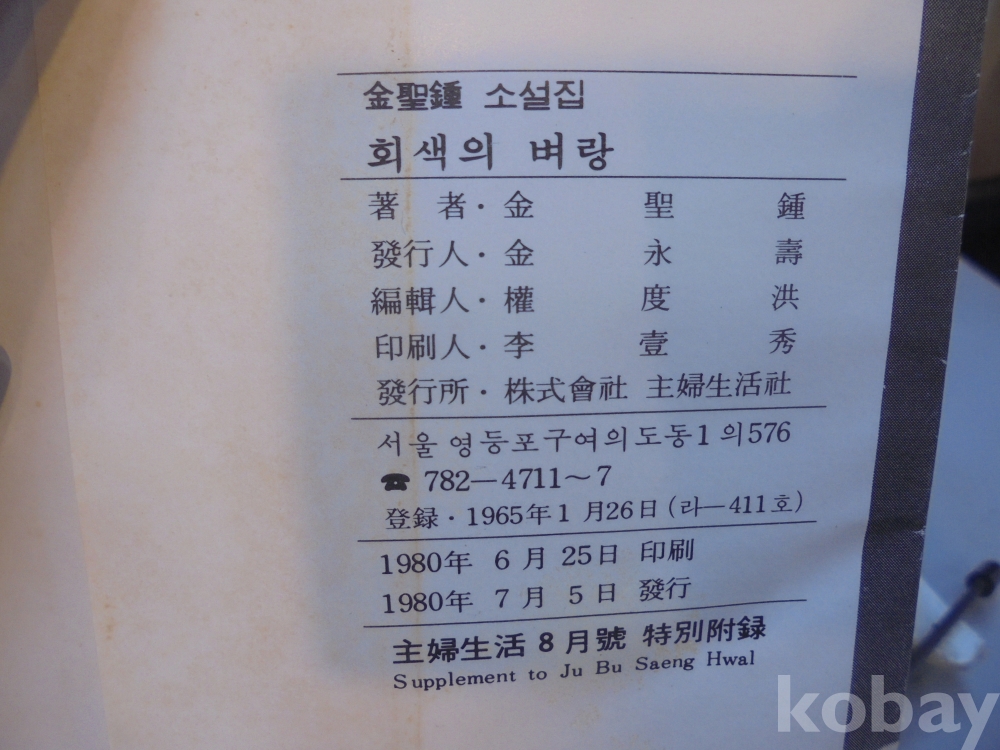 金聖鍾 소설집
회색의 벼랑
著者·金聖鍾
發行人·金永壽
編輯人·權度洪
印刷人·李壹秀
發行所·株式會社 主婦生活社
서울 영등포구여의도동1의576
☎ 782—4711~7
登録·1965年1月26日(라—411호)
1980年 6月 25日 印刷
1980年 7月 5日 發行
主婦生活 8月號 特別附録
Supplement to Ju Bu Saeng Hwal
kobay